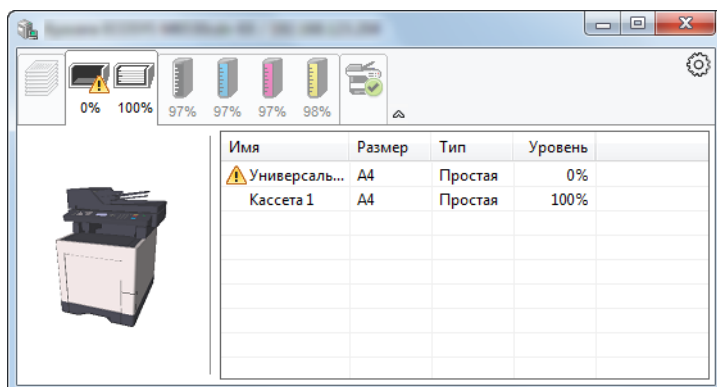 0% 100% 97% 97% 97% 98%
Имя Размер Тип Уровень
Универсаль... A4 Простая 0%
Кассета 1 A4 Простая 100%